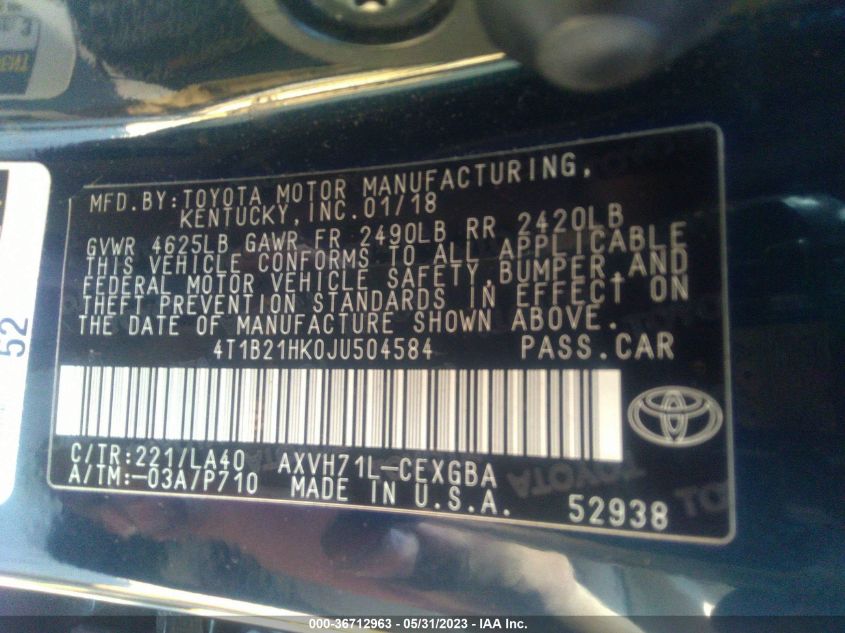 MFD.BY:TOYOTA MOTOR MANUFACTURING,
KENTUCKY, INC.01/18
GVWR 4625LB GAWR FR 2490LB RR 2420LB
THIS VEHICLE CONFORMS TO ALL APPLICABLE
FEDERAL MOTOR VEHICLE SAFETY,BUMPER,AND
THEFT PREVENTION STANDARDS IN EFFECT ON
THE DATE OF MANUFACTURE SHOWN ABOVE.
4T1B21HK0JU504584 PASS.CAR
C/TR:221/LA40 AXVH71L-CEXGBA
A/TM:-03A/P710 MADE IN U.S.A.
52938
52
000-36712963 / 05/31/2023 - IAA Inc.